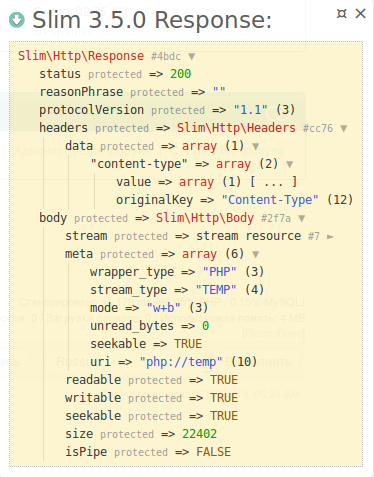 Slim 3.5.0 Response:
Slim\Http\Response #4bdc ▼
status protected => 200
reasonPhrase protected => ""
protocolVersion protected => "1.1" (3)
headers protected => Slim\Http\Headers #cc76 ▼
data protected => array (1) ▼
"content-type" => array (2) ▼
value => array (1) [ ... ]
originalKey => "Content-Type" (12)
body protected => Slim\Http\Body #2f7a ▼
stream protected => stream resource #7 ►
meta protected => array (6) ▼
wrapper_type => "PHP" (3)
stream_type => "TEMP" (4)
mode => "w+b" (3)
unread_bytes => 0
seekable => TRUE
uri => "php://temp" (10)
readable protected => TRUE
writable protected => TRUE
seekable protected => TRUE
size protected => 22402
isPipe protected => FALSE